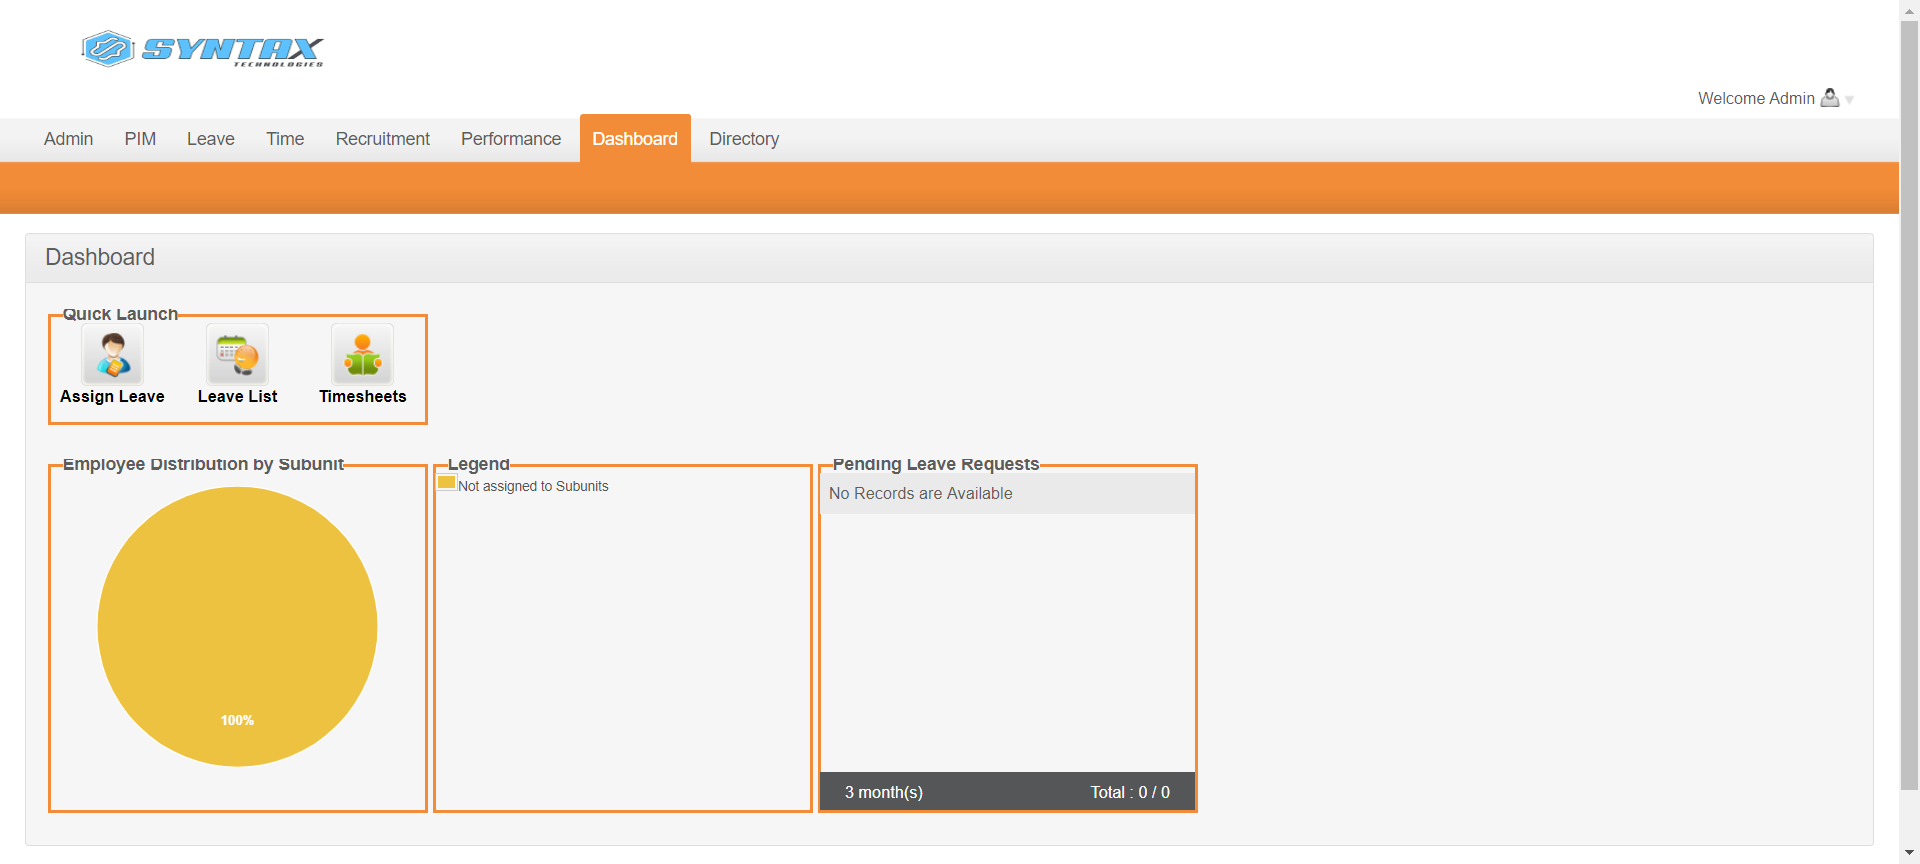 SYNTAX
TECHNOLOGIES
Welcome Admin
Admin PIM Leave Time Recruitment Performance Dashboard Directory
Dashboard
Quick Launch
Assign Leave Leave List Timesheets
Employee Distribution by Subunit
100%
Legend
Not assigned to Subunits
Pending Leave Requests
No Records are Available
3 month(s) Total : 0 / 0